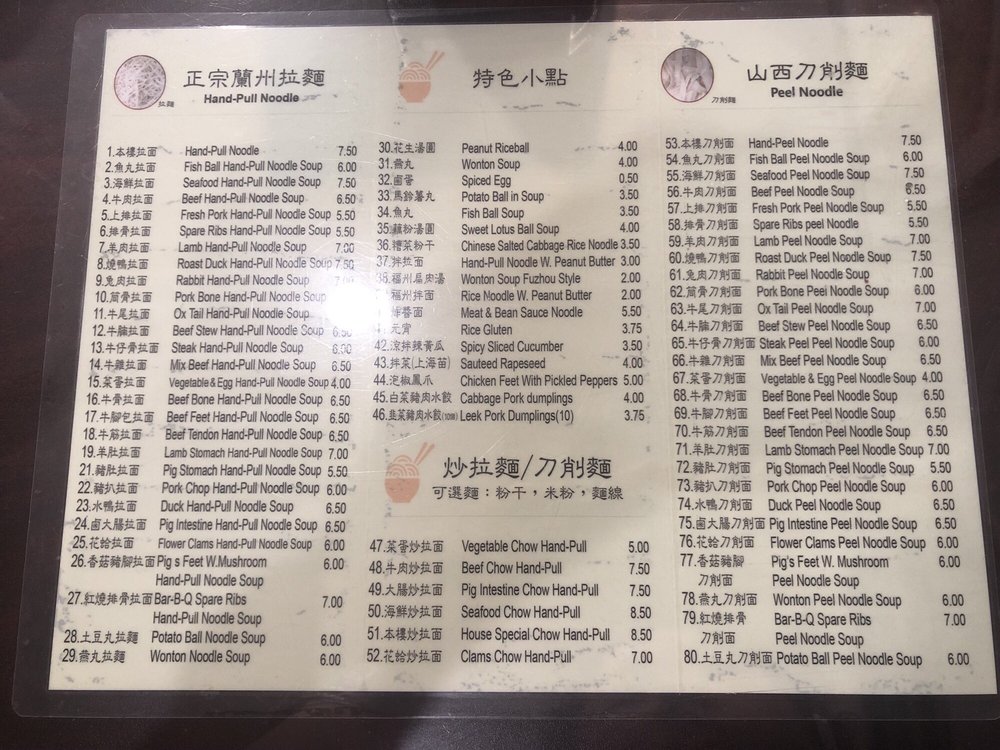 正宗蘭州拉麵
Hand-Pull Noodle
拉麵
1.本樓拉面 Hand-Pull Noodle 7.50
2.魚丸拉面 Fish Ball Hand-Pull Noodle Soup 6.00
3.海鮮拉面 Seafood Hand-Pull Noodle Soup 7.50
4.牛肉拉面 Beef Hand-Pull Noodle Soup 6.50
5.上排拉面 Fresh Pork Hand-Pull Noodle Soup 5.50
6.排骨拉面 Spare Ribs Hand-Pull Noodle Soup 5.50
7.羊肉拉面 Lamb Hand-Pull Noodle Soup 7.00
8.燒鴨拉面 Roast Duck Hand-Pull Noodle Soup 7.50
9.兔肉拉面 Rabbit Hand-Pull Noodle Soup 7.00
10.筒骨拉面 Pork Bone Hand-Pull Noodle Soup
11.牛尾拉面 Ox Tail Hand-Pull Noodle Soup
12.牛腩拉面 Beef Stew Hand-Pull Noodle Soup 6.50
13.牛仔骨拉面 Steak Hand-Pull Noodle Soup 6.00
14.牛雜拉面 Mix Beef Hand-Pull Noodle Soup 6.50
15.菜蛋拉面 Vegetable & Egg Hand-Pull Noodle Soup 4.00
16.牛骨拉面 Beef Bone Hand-Pull Noodle Soup 6.50
17.牛腳包拉面 Beef Feet Hand-Pull Noodle Soup 6.50
18.牛筋拉面 Beef Tendon Hand-Pull Noodle Soup 6.50
19.羊肚拉面 Lamb Stomach Hand-Pull Noodle Soup 7.00
21.豬肚拉面 Pig Stomach Hand-Pull Noodle Soup 5.50
22.豬扒拉面 Pork Chop Hand-Pull Noodle Soup 6.00
23.水鴨拉面 Duck Hand-Pull Noodle Soup 6.50
24.鹵大腸拉面 Pig Intestine Hand-Pull Noodle Soup 6.50
25.花蛤拉面 Flower Clams Hand-Pull Noodle Soup 6.00
26.香菇豬腳拉面 Pig s Feet W.Mushroom 6.00
Hand-Pull Noodle Soup
27.紅燒排骨拉面 Bar-B-Q Spare Ribs 7.00
Hand-Pull Noodle Soup
28.土豆丸拉麵 Potato Ball Noodle Soup 6.00
29.燕丸拉麵 Wonton Noodle Soup 6.00
特色小點
30.花生湯圓 Peanut Riceball 4.00
31.燕丸 Wonton Soup 4.00
32.鹵蛋 Spiced Egg 0.50
33.馬鈴薯丸 Potato Ball in Soup 3.50
34.魚丸 Fish Ball Soup 3.50
35.藕粉湯圓 Sweet Lotus Ball Soup 4.00
36.糟菜粉干 Chinese Salted Cabbage Rice Noodle 3.50
37.拌拉面 Hand-Pull Noodle W. Peanut Butter 3.00
38.福州扁肉湯 Wonton Soup Fuzhou Style 2.00
福州拌面 Rice Noodle W. Peanut Butter 2.00
炸醬面 Meat & Bean Sauce Noodle 5.50
元宵 Rice Gluten 3.75
42.涼拌辣黃瓜 Spicy Sliced Cucumber 3.50
43.拌菜(上海苗) Sauteed Rapeseed 4.00
44.泡椒鳳爪 Chicken Feet With Pickled Peppers 5.00
45.白菜豬肉水餃 Cabbage Pork dumplings 4.00
46.韭菜豬肉水餃(10個) Leek Pork Dumplings(10) 3.75
炒拉麵/刀削麵
可選麵：粉干，米粉，麵線
47.菜蛋炒拉面 Vegetable Chow Hand-Pull 5.00
48.牛肉炒拉面 Beef Chow Hand-Pull 7.50
49.大腸炒拉面 Pig Intestine Chow Hand-Pull 7.50
50.海鮮炒拉面 Seafood Chow Hand-Pull 8.50
51.本樓炒拉面 House Special Chow Hand-Pull 8.50
52.花蛤炒拉面 Clams Chow Hand-Pull 7.00
山西刀削麵
Peel Noodle
刀削麵
53.本樓刀削面 Hand-Peel Noodle 7.50
54.魚丸刀削面 Fish Ball Peel Noodle Soup 6.00
55.海鮮刀削面 Seafood Peel Noodle Soup 7.50
56.牛肉刀削面 Beef Peel Noodle Soup 6.50
57.上排刀削面 Fresh Pork Peel Noodle Soup 5.50
58.排骨刀削面 Spare Ribs peel Noodle 5.50
59.羊肉刀削面 Lamb Peel Noodle Soup 7.00
60.燒鴨刀削面 Roast Duck Peel Noodle Soup 7.50
61.兔肉刀削面 Rabbit Peel Noodle Soup 7.00
62.筒骨刀削面 Pork Bone Peel Noodle Soup 6.00
63.牛尾刀削面 Ox Tail Peel Noodle Soup 7.50
64.牛腩刀削面 Beef Stew Peel Noodle Soup 6.50
65.牛仔骨刀削面 Steak Peel Noodle Soup 6.00
66.牛雜刀削面 Mix Beef Peel Noodle Soup 6.50
67.菜蛋刀削面 Vegetable & Egg Peel Noodle Soup 4.00
68.牛骨刀削面 Beef Bone Peel Noodle Soup 6.50
69.牛腳刀削面 Beef Feet Peel Noodle Soup 6.50
70.牛筋刀削面 Beef Tendon Peel Noodle Soup 6.50
71.羊肚刀削面 Lamb Stomach Peel Noodle Soup 7.00
72.豬肚刀削面 Pig Stomach Peel Noodle Soup 5.50
73.豬扒刀削面 Pork Chop Peel Noodle Soup 6.00
74.水鴨刀削面 Duck Peel Noodle Soup 6.50
75.鹵大腸刀削面 Pig Intestine Peel Noodle Soup 6.50
76.花蛤刀削面 Flower Clams Peel Noodle Soup 6.00
77.香菇豬腳 Pig's Feet W. Mushroom 6.00
刀削面 Peel Noodle Soup
78.燕丸刀削面 Wonton Peel Noodle Soup 6.00
79.紅燒排骨 Bar-B-Q Spare Ribs 7.00
刀削面 Peel Noodle Soup
80.土豆丸刀削面 Potato Ball Peel Noodle Soup 6.00